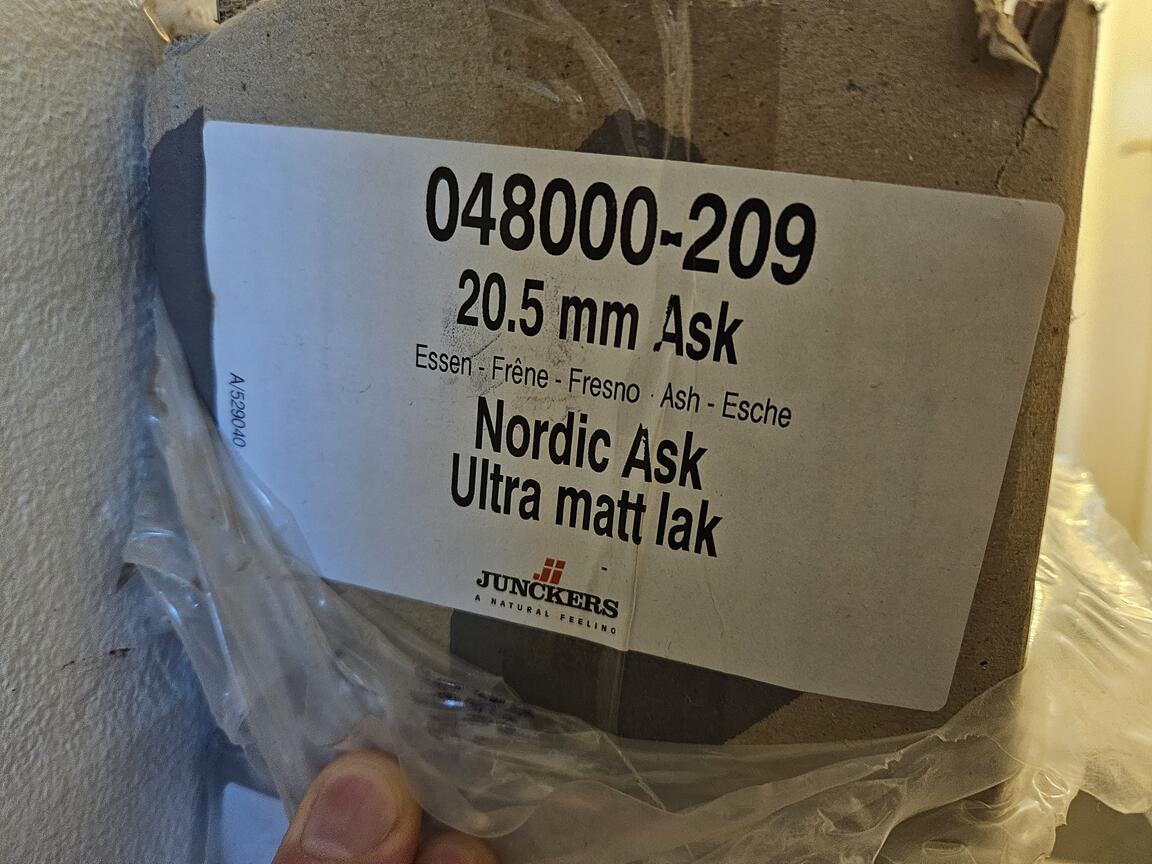 048000-209
20.5 mm Ask
Essen - Frêne - Fresno - Ash - Esche
Nordic Ask
Ultra matt lak
JUNCKERS
A NATURAL FEELING
A/529040